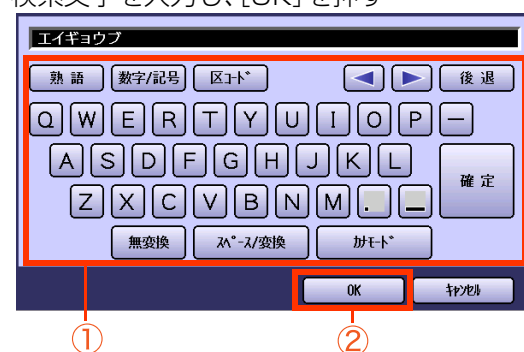 検索文字を入力し、[OK]を押す
エイギョウブ
熟 語 数字/記号 区ｺｰﾄﾞ 後 退
Q W E R T Y U I O P ー
A S D F G H J K L 確 定
Z X C V B N M . _
無変換 ｽﾍﾟｰｽ/変換 ｶﾅﾓｰﾄﾞ
OK ｷｬﾝｾﾙ
① ②